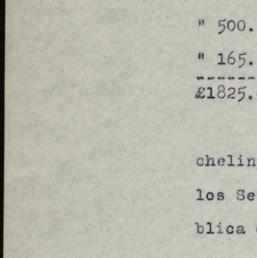 " 500.
" 165.
£1825.
chelin
los Se
blica